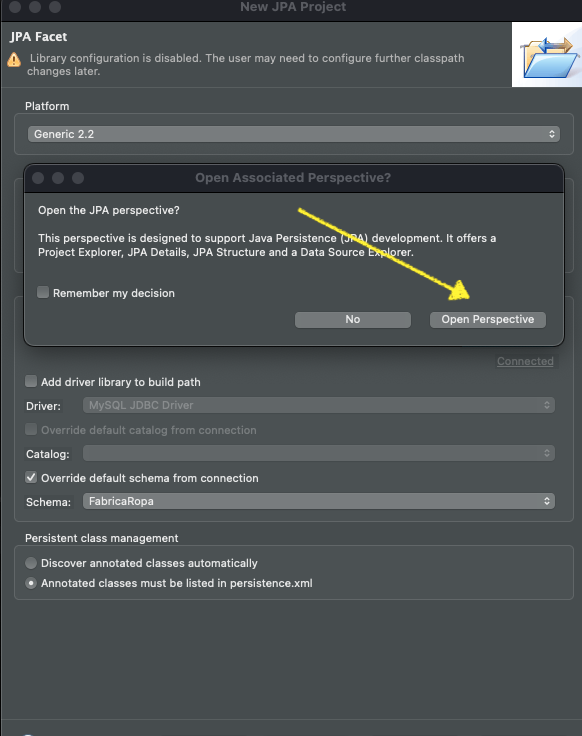 New JPA Project
JPA Facet
Library configuration is disabled. The user may need to configure further classpath
changes later.
Platform
Generic 2.2
Open Associated Perspective?
Open the JPA perspective?
This perspective is designed to support Java Persistence (JPA) development. It offers a
Project Explorer, JPA Details, JPA Structure and a Data Source Explorer.
Remember my decision
No
Open Perspective
Connected
Add driver library to build path
Driver:
MySQL JDBC Driver
Override default catalog from connection
Catalog:
Override default schema from connection
Schema:
FabricaRopa
Persistent class management
Discover annotated classes automatically
Annotated classes must be listed in persistence.xml